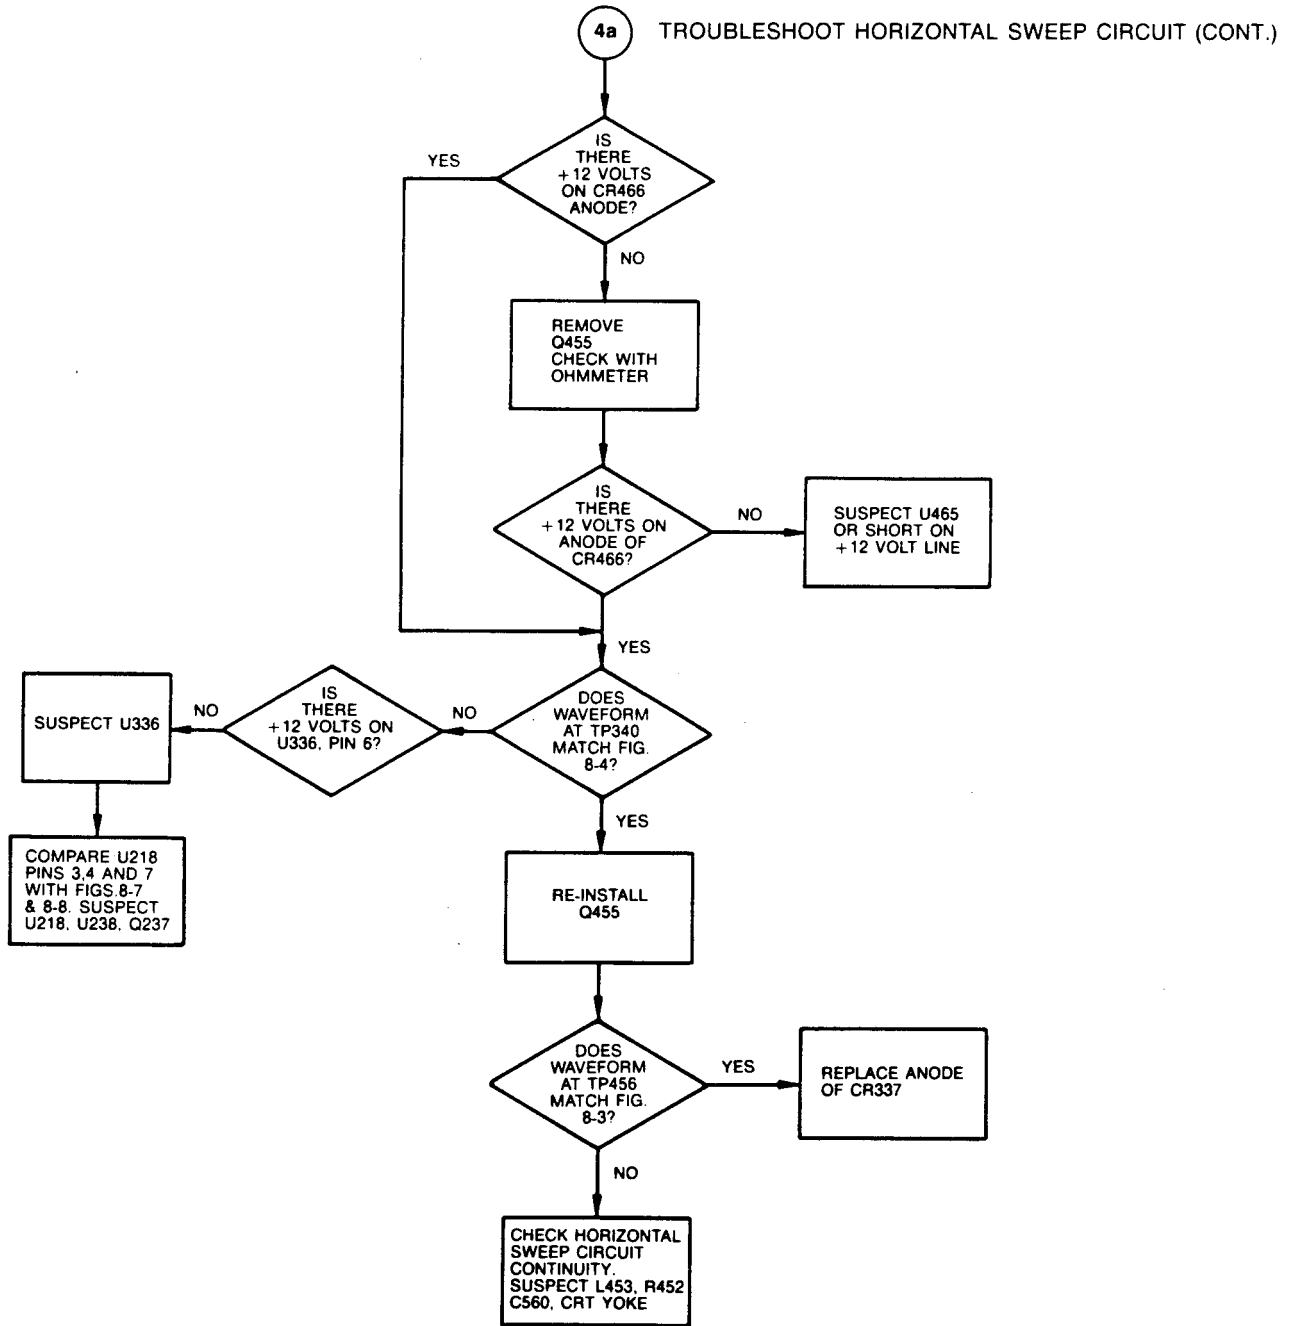 4a
TROUBLESHOOT HORIZONTAL SWEEP CIRCUIT (CONT.)
IS
THERE
+12 VOLTS
ON CR466
ANODE?
YES
NO
REMOVE
Q455
CHECK WITH
OHMMETER
IS
THERE
+12 VOLTS ON
ANODE OF
CR466?
NO
SUSPECT U465
OR SHORT ON
+12 VOLT LINE
YES
DOES
WAVEFORM
AT TP340
MATCH FIG.
8-4?
NO
IS
THERE
+12 VOLTS ON
U336, PIN 6?
NO
SUSPECT U336
COMPARE U218
PINS 3,4 AND 7
WITH FIGS.8-7
& 8-8. SUSPECT
U218, U238, Q237
YES
RE-INSTALL
Q455
DOES
WAVEFORM
AT TP456
MATCH FIG.
8-3?
YES
REPLACE ANODE
OF CR337
NO
CHECK HORIZONTAL
SWEEP CIRCUIT
CONTINUITY.
SUSPECT L453, R452
C560, CRT YOKE